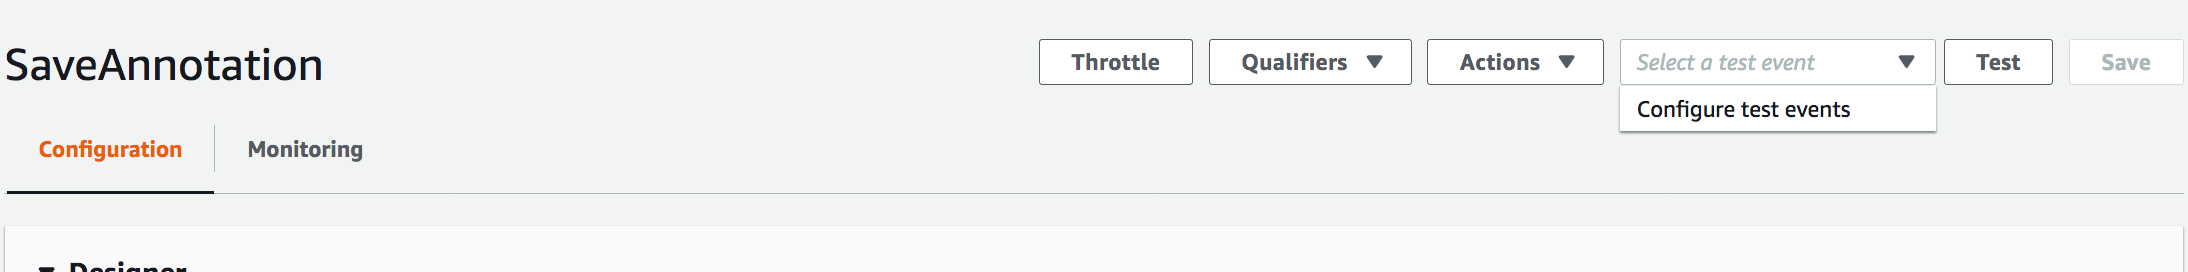 SaveAnnotation
Throttle
Qualifiers
Actions
Select a test event
Test
Save
Configure test events
Configuration
Monitoring
Designer